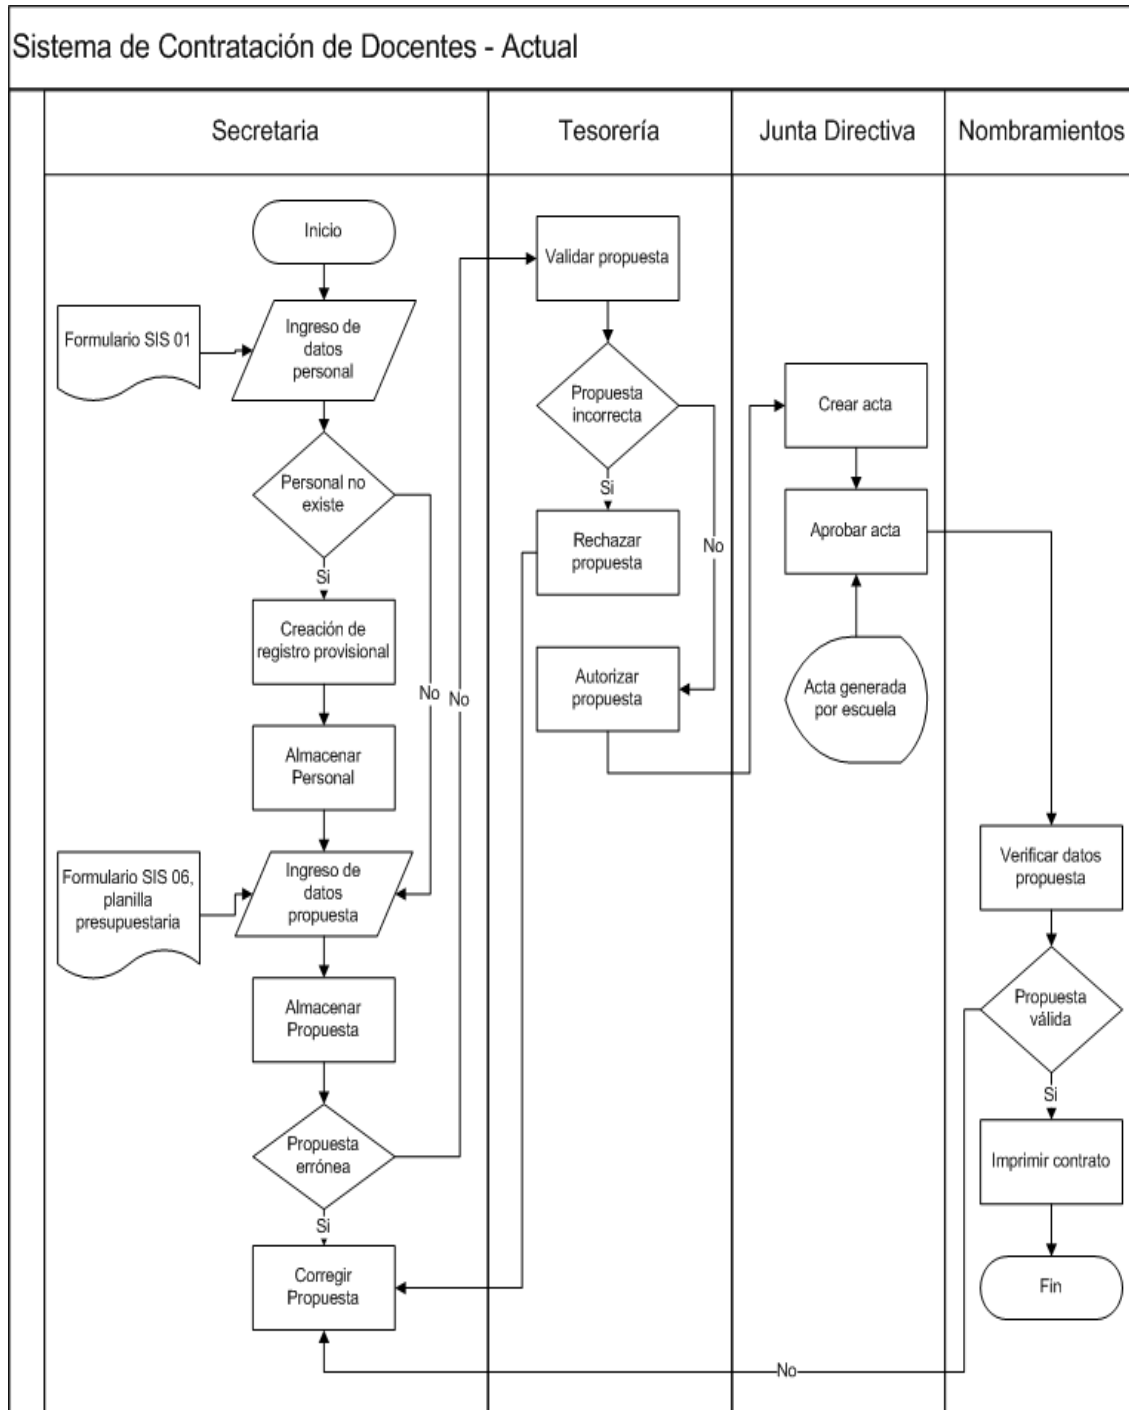 Sistema de Contratación de Docentes - Actual
Secretaria
Tesorería
Junta Directiva
Nombramientos
Inicio
Formulario SIS 01
Ingreso de
datos
personal
Personal no
existe
Si
No
Creación de
registro provisional
Almacenar
Personal
Formulario SIS 06,
planilla
presupuestaria
Ingreso de
datos
propuesta
Almacenar
Propuesta
Propuesta
errónea
No
Si
Corregir
Propuesta
Validar propuesta
Propuesta
incorrecta
Si
No
Rechazar
propuesta
Autorizar
propuesta
Crear acta
Aprobar acta
Acta generada
por escuela
Verificar datos
propuesta
Propuesta
válida
Si
No
Imprimir contrato
Fin